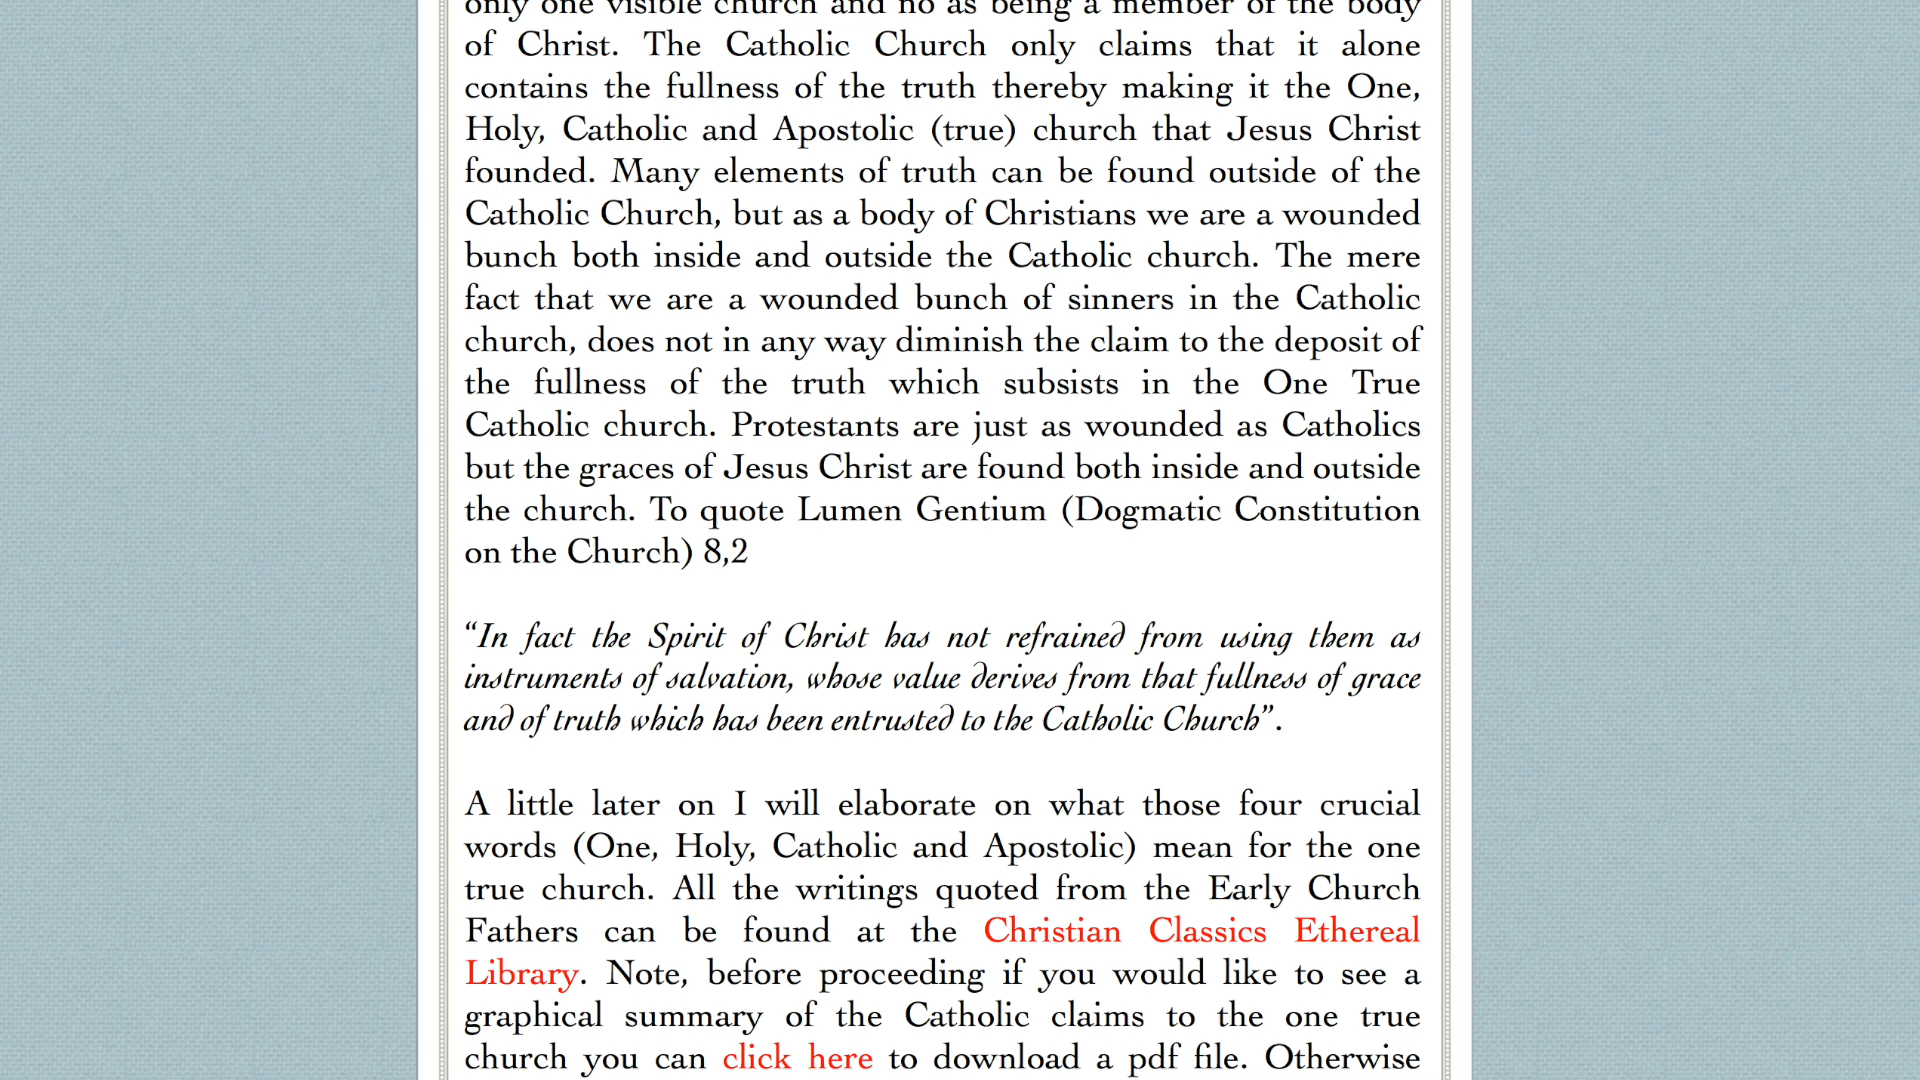 only one visible church and no as being a member of the body
of Christ. The Catholic Church only claims that it alone
contains the fullness of the truth thereby making it the One,
Holy, Catholic and Apostolic (true) church that Jesus Christ
founded. Many elements of truth can be found outside of the
Catholic Church, but as a body of Christians we are a wounded
bunch both inside and outside the Catholic church. The mere
fact that we are a wounded bunch of sinners in the Catholic
church, does not in any way diminish the claim to the deposit of
the fullness of the truth which subsists in the One True
Catholic church. Protestants are just as wounded as Catholics
but the graces of Jesus Christ are found both inside and outside
the church. To quote Lumen Gentium (Dogmatic Constitution
on the Church) 8,2
“In fact the Spirit of Christ has not refrained from using them as
instruments of salvation, whose value derives from that fullness of grace
and of truth which has been entrusted to the Catholic Church”.
A little later on I will elaborate on what those four crucial
words (One, Holy, Catholic and Apostolic) mean for the one
true church. All the writings quoted from the Early Church
Fathers can be found at the Christian Classics Ethereal
Library. Note, before proceeding if you would like to see a
graphical summary of the Catholic claims to the one true
church you can click here to download a pdf file. Otherwise